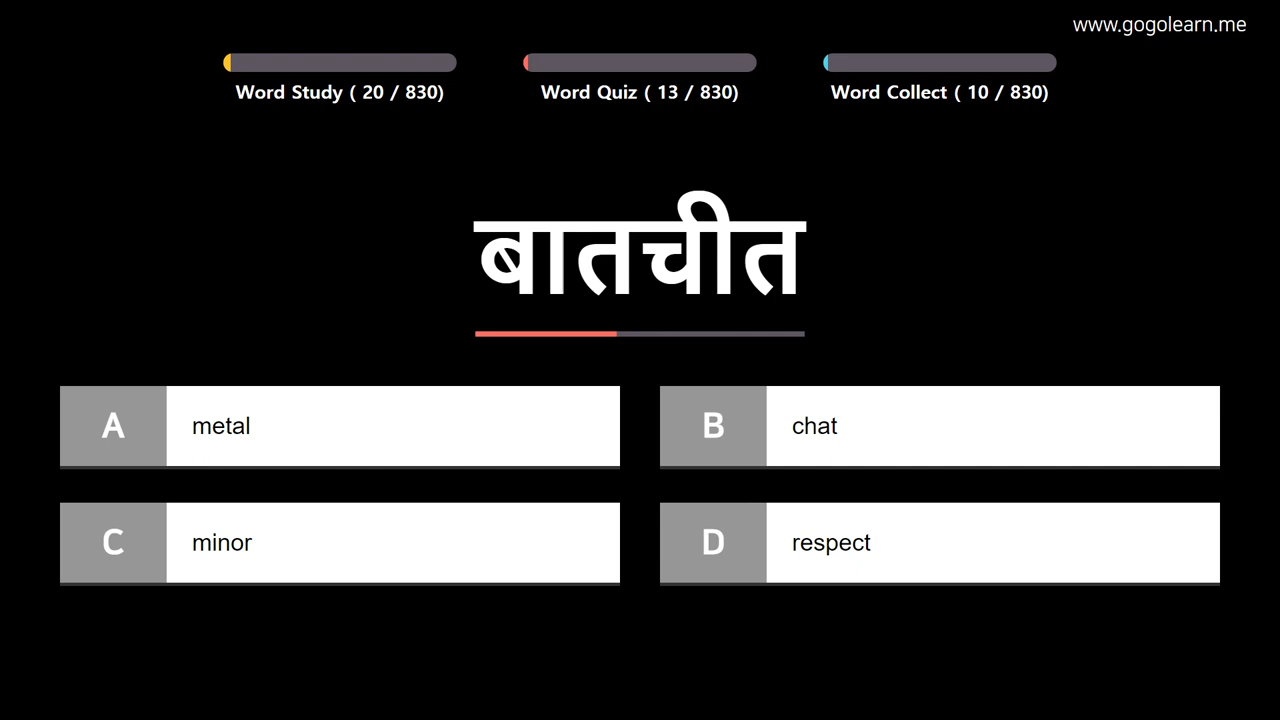 www.gogolearn.me
Word Study ( 20 / 830)
Word Quiz ( 13 / 830)
Word Collect ( 10 / 830)
बातचीत
A metal
B chat
C minor
D respect